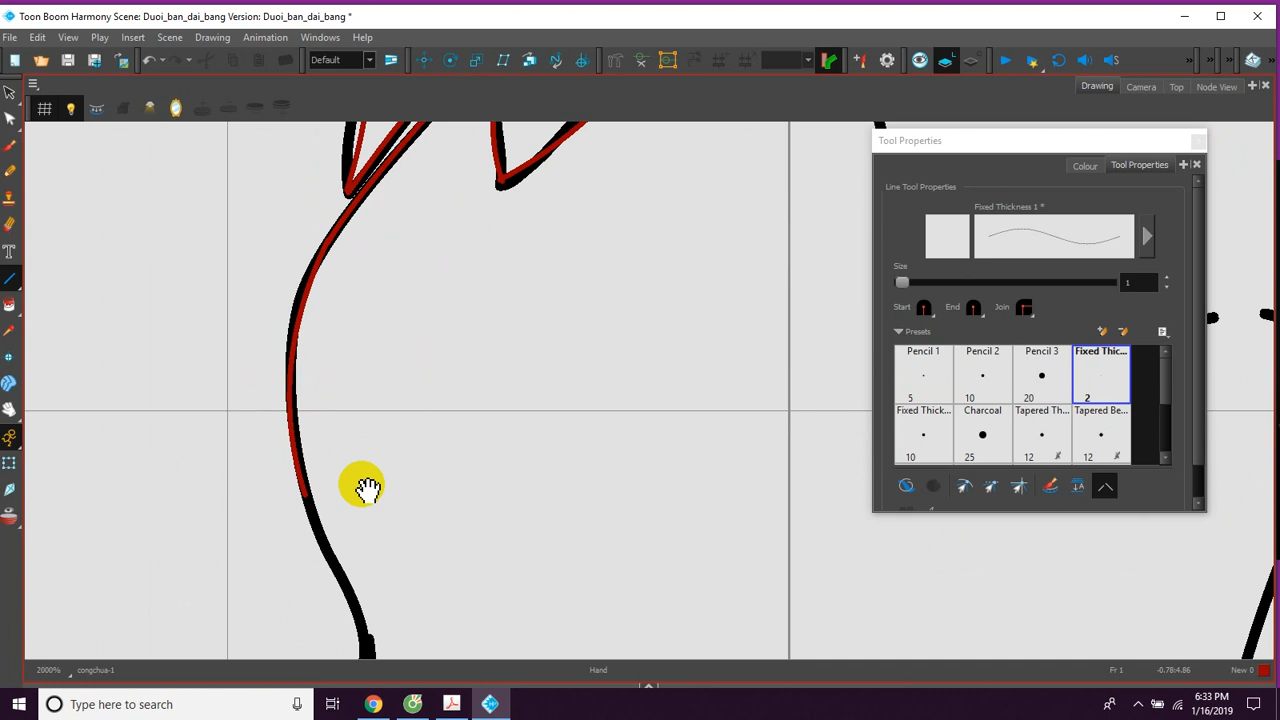 Toon Boom Harmony Scene: Duoi_ban_dai_bang Version: Duoi_ban_dai_bang *
File Edit View Play Insert Scene Drawing Animation Windows Help
Default
Drawing Camera Top Node View
Tool Properties
Colour Tool Properties
Line Tool Properties
Fixed Thickness 1 *
Size
1
Start End Join
Presets
Pencil 1 Pencil 2 Pencil 3 Fixed Thic...
5 10 20 2
Fixed Thick... Charcoal Tapered Th... Tapered Be...
10 25 12 12
2000% congchua-1 Hand Fr 1 -0.78:4.86 New 0
Type here to search
6:33 PM
1/16/2019